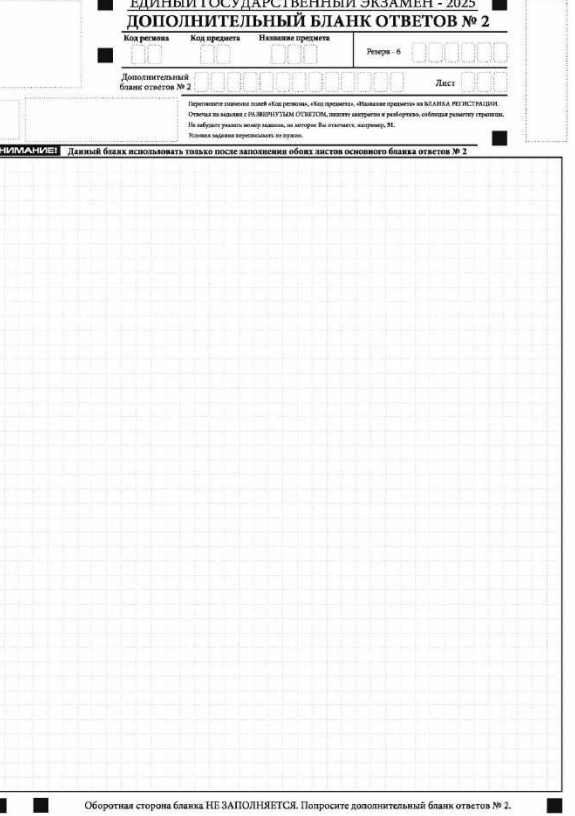 ЕДИНЫЙ ГОСУДАРСТВЕННЫЙ ЭКЗАМЕН - 2025
ДОПОЛНИТЕЛЬНЫЙ БЛАНК ОТВЕТОВ № 2
Код региона Код предмета Название предмета
Резерв - 6
Дополнительный
бланк ответов № 2
Лист
Перепишите значения полей «Код региона», «Код предмета», «Название предмета» из БЛАНКА РЕГИСТРАЦИИ.
Отвечая на задания с РАЗВЕРНУТЫМ ОТВЕТОМ, пишите аккуратно и разборчиво, соблюдая разметку страницы.
Не забудьте указать номер задания, на которое Вы отвечаете, например, 31.
Условия задания переписывать не нужно.
НИМАНИЕ! Данный бланк использовать только после заполнения обоих листов основного бланка ответов № 2
Оборотная сторона бланка НЕ ЗАПОЛНЯЕТСЯ. Попросите дополнительный бланк ответов № 2.